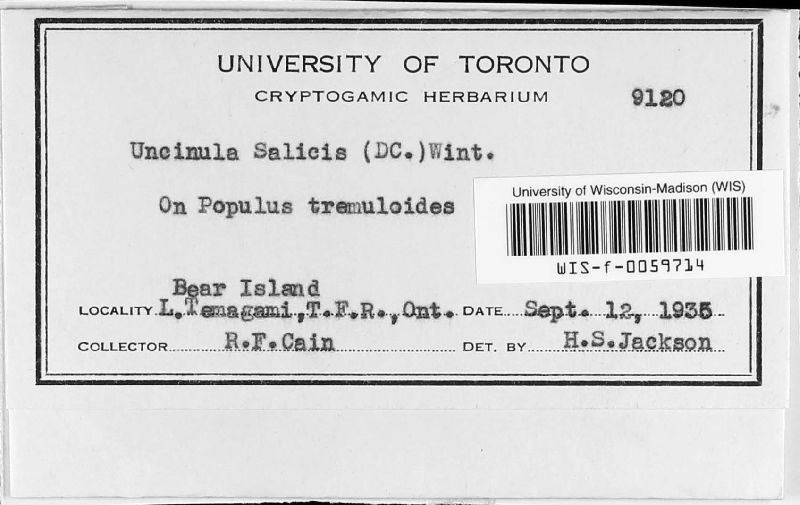 UNIVERSITY OF TORONTO
CRYPTOGAMIC HERBARIUM 9120
Uncinula Salicis (DC.)Wint.
On Populus tremuloides
University of Wisconsin-Madison (WIS)
WIS-f-0059714
Bear Island
LOCALITY L.Temagami,T.F.R.,Ont. DATE Sept. 12, 1935
COLLECTOR R.F.Cain DET. BY H.S.Jackson